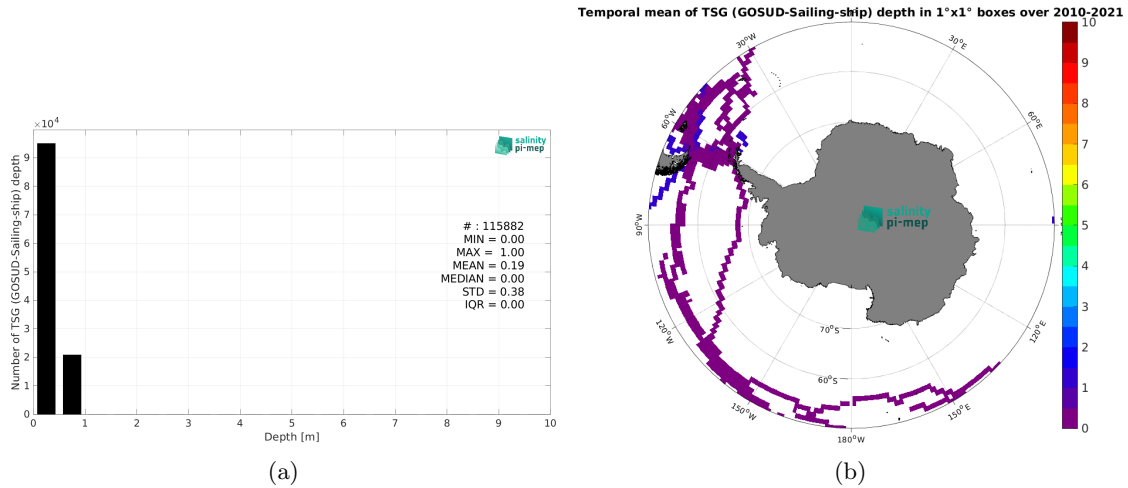 Temporal mean of TSG (GOSUD-Sailing-ship) depth in 1°x1° boxes over 2010-2021
×10⁴
9
8
7
6
5
4
3
2
1
0
Number of TSG (GOSUD-Sailing-ship) depth
0 1 2 3 4 5 6 7 8 9 10
Depth [m]
salinity
pi-mep
# : 115882
MIN = 0.00
MAX = 1.00
MEAN = 0.19
MEDIAN = 0.00
STD = 0.38
IQR = 0.00
30°W
30°E
60°W
60°E
90°W
120°W
120°E
150°W
150°E
180°W
70°S
60°S
salinity
pi-mep
10
9
8
7
6
5
4
3
2
1
0
(a)
(b)